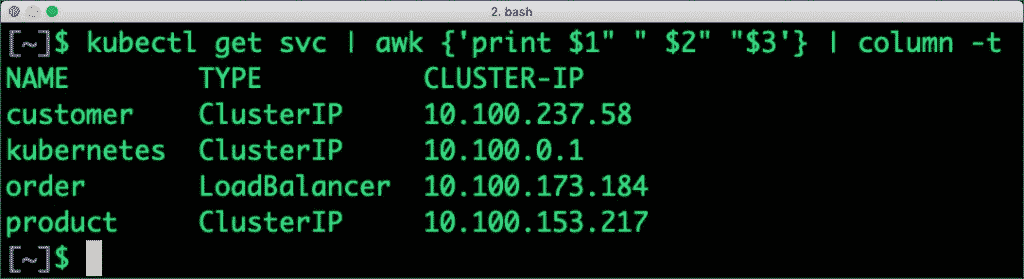 2. bash
[~]$ kubectl get svc | awk {'print $1" " $2" "$3'} | column -t
NAME TYPE CLUSTER-IP
customer ClusterIP 10.100.237.58
kubernetes ClusterIP 10.100.0.1
order LoadBalancer 10.100.173.184
product ClusterIP 10.100.153.217
[~]$